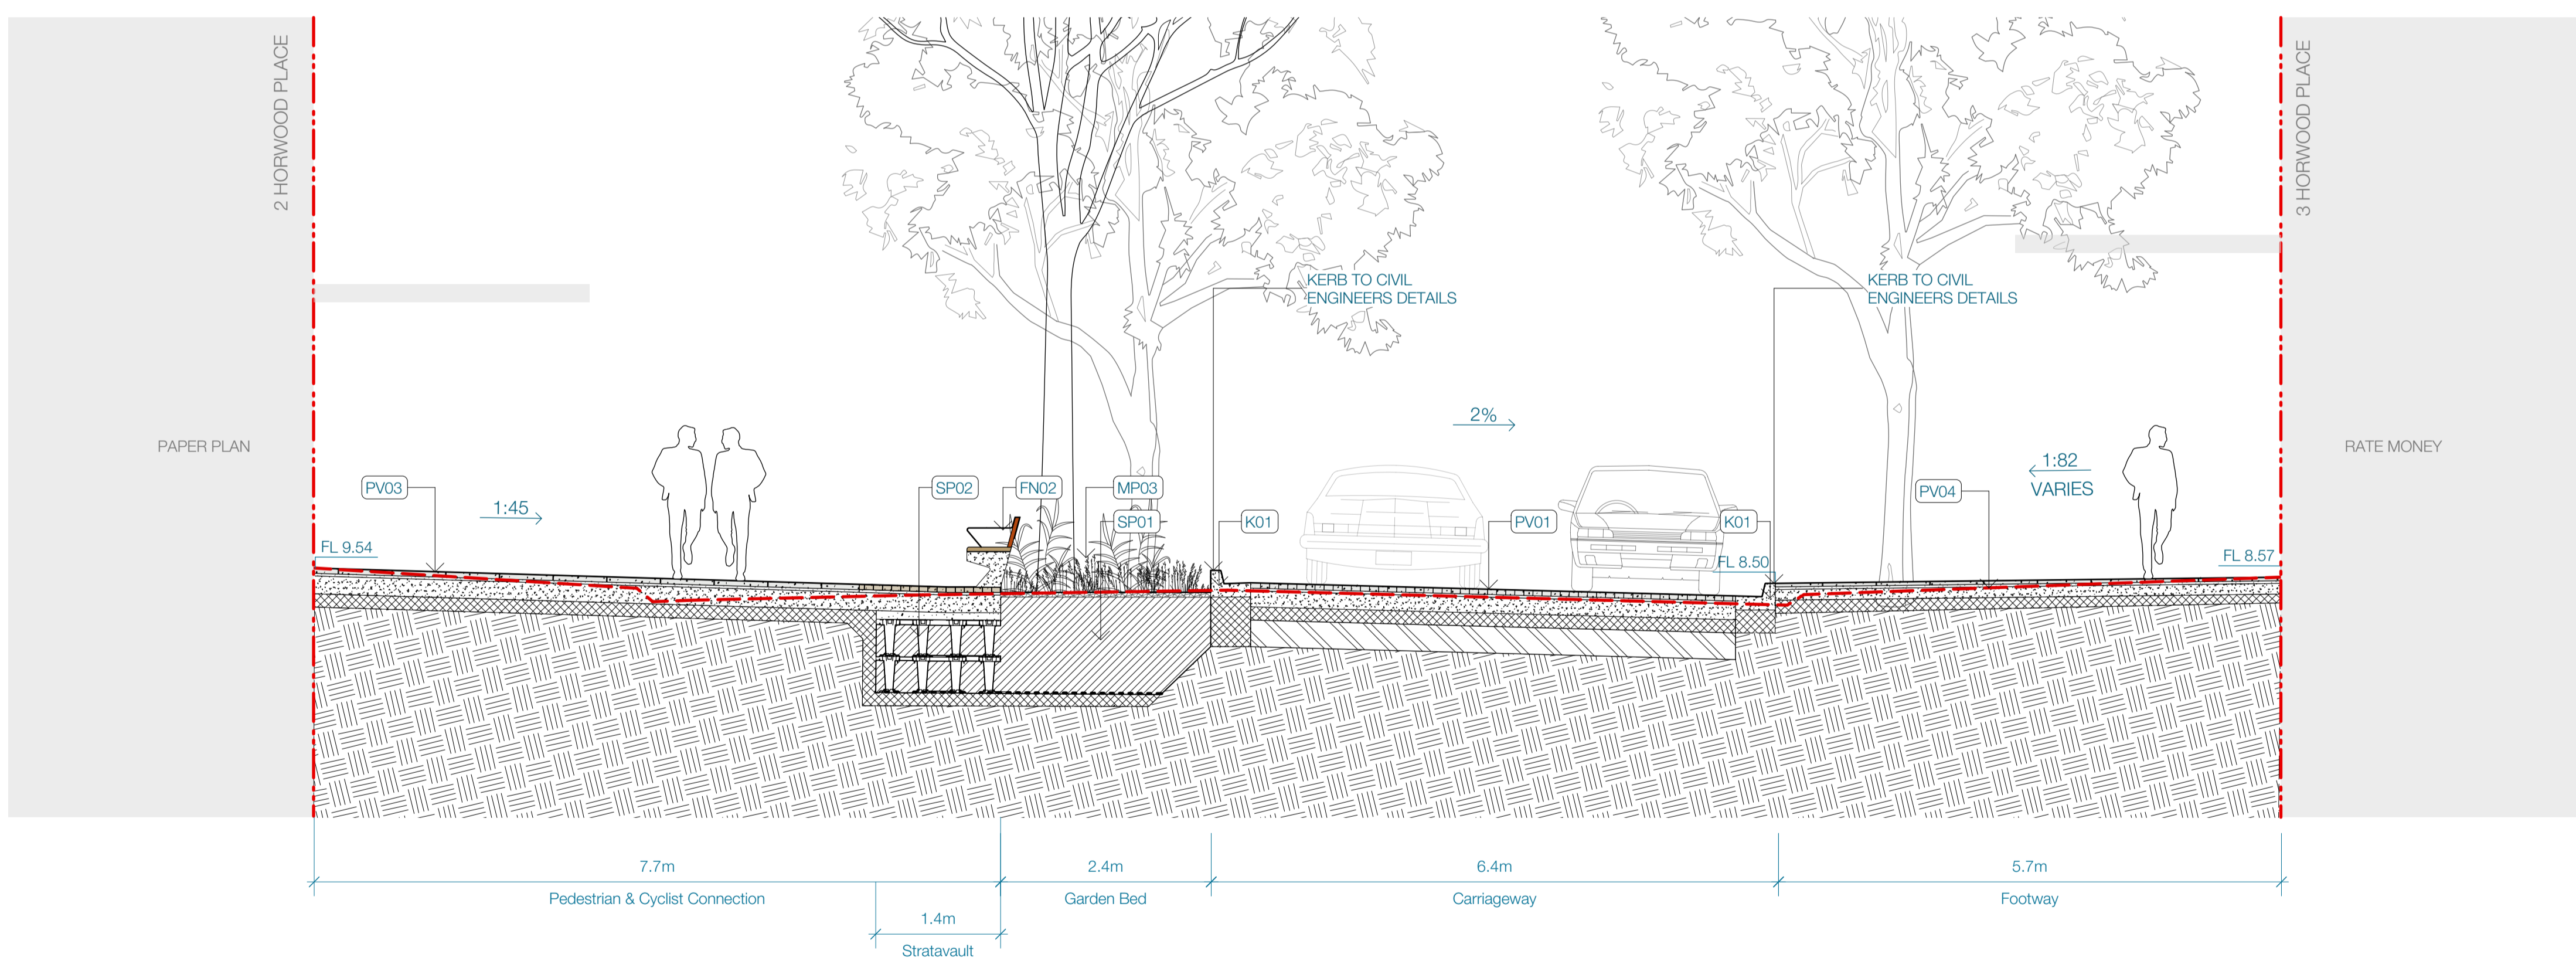 2 HORWOOD PLACE
3 HORWOOD PLACE
KERB TO CIVIL
ENGINEERS DETAILS
KERB TO CIVIL
ENGINEERS DETAILS
2%
PAPER PLAN
RATE MONEY
1:82
VARIES
PV03
1:45
SP02
FN02
MP03
SP01
K01
PV01
K01
PV04
FL 9.54
FL 8.50
FL 8.57
7.7m
2.4m
6.4m
5.7m
Pedestrian & Cyclist Connection
Garden Bed
Carriageway
Footway
1.4m
Stratavault